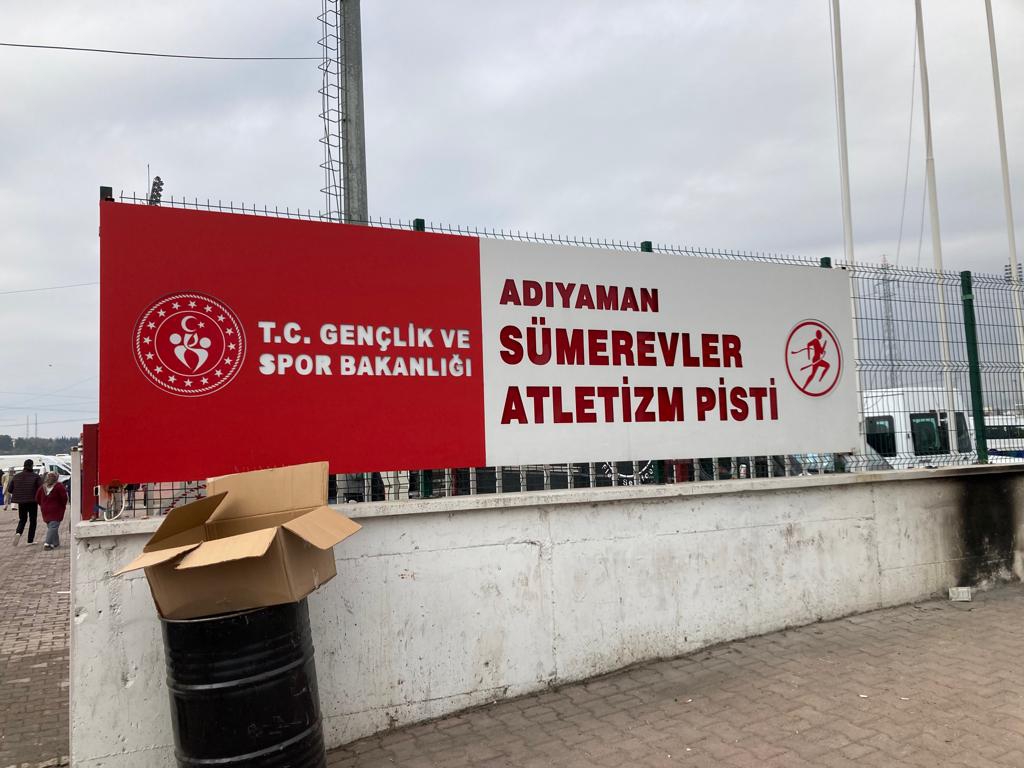 T.C. GENÇLİK VE
SPOR BAKANLIĞI
ADIYAMAN
SÜMEREVLER
ATLETİZM PİSTİ